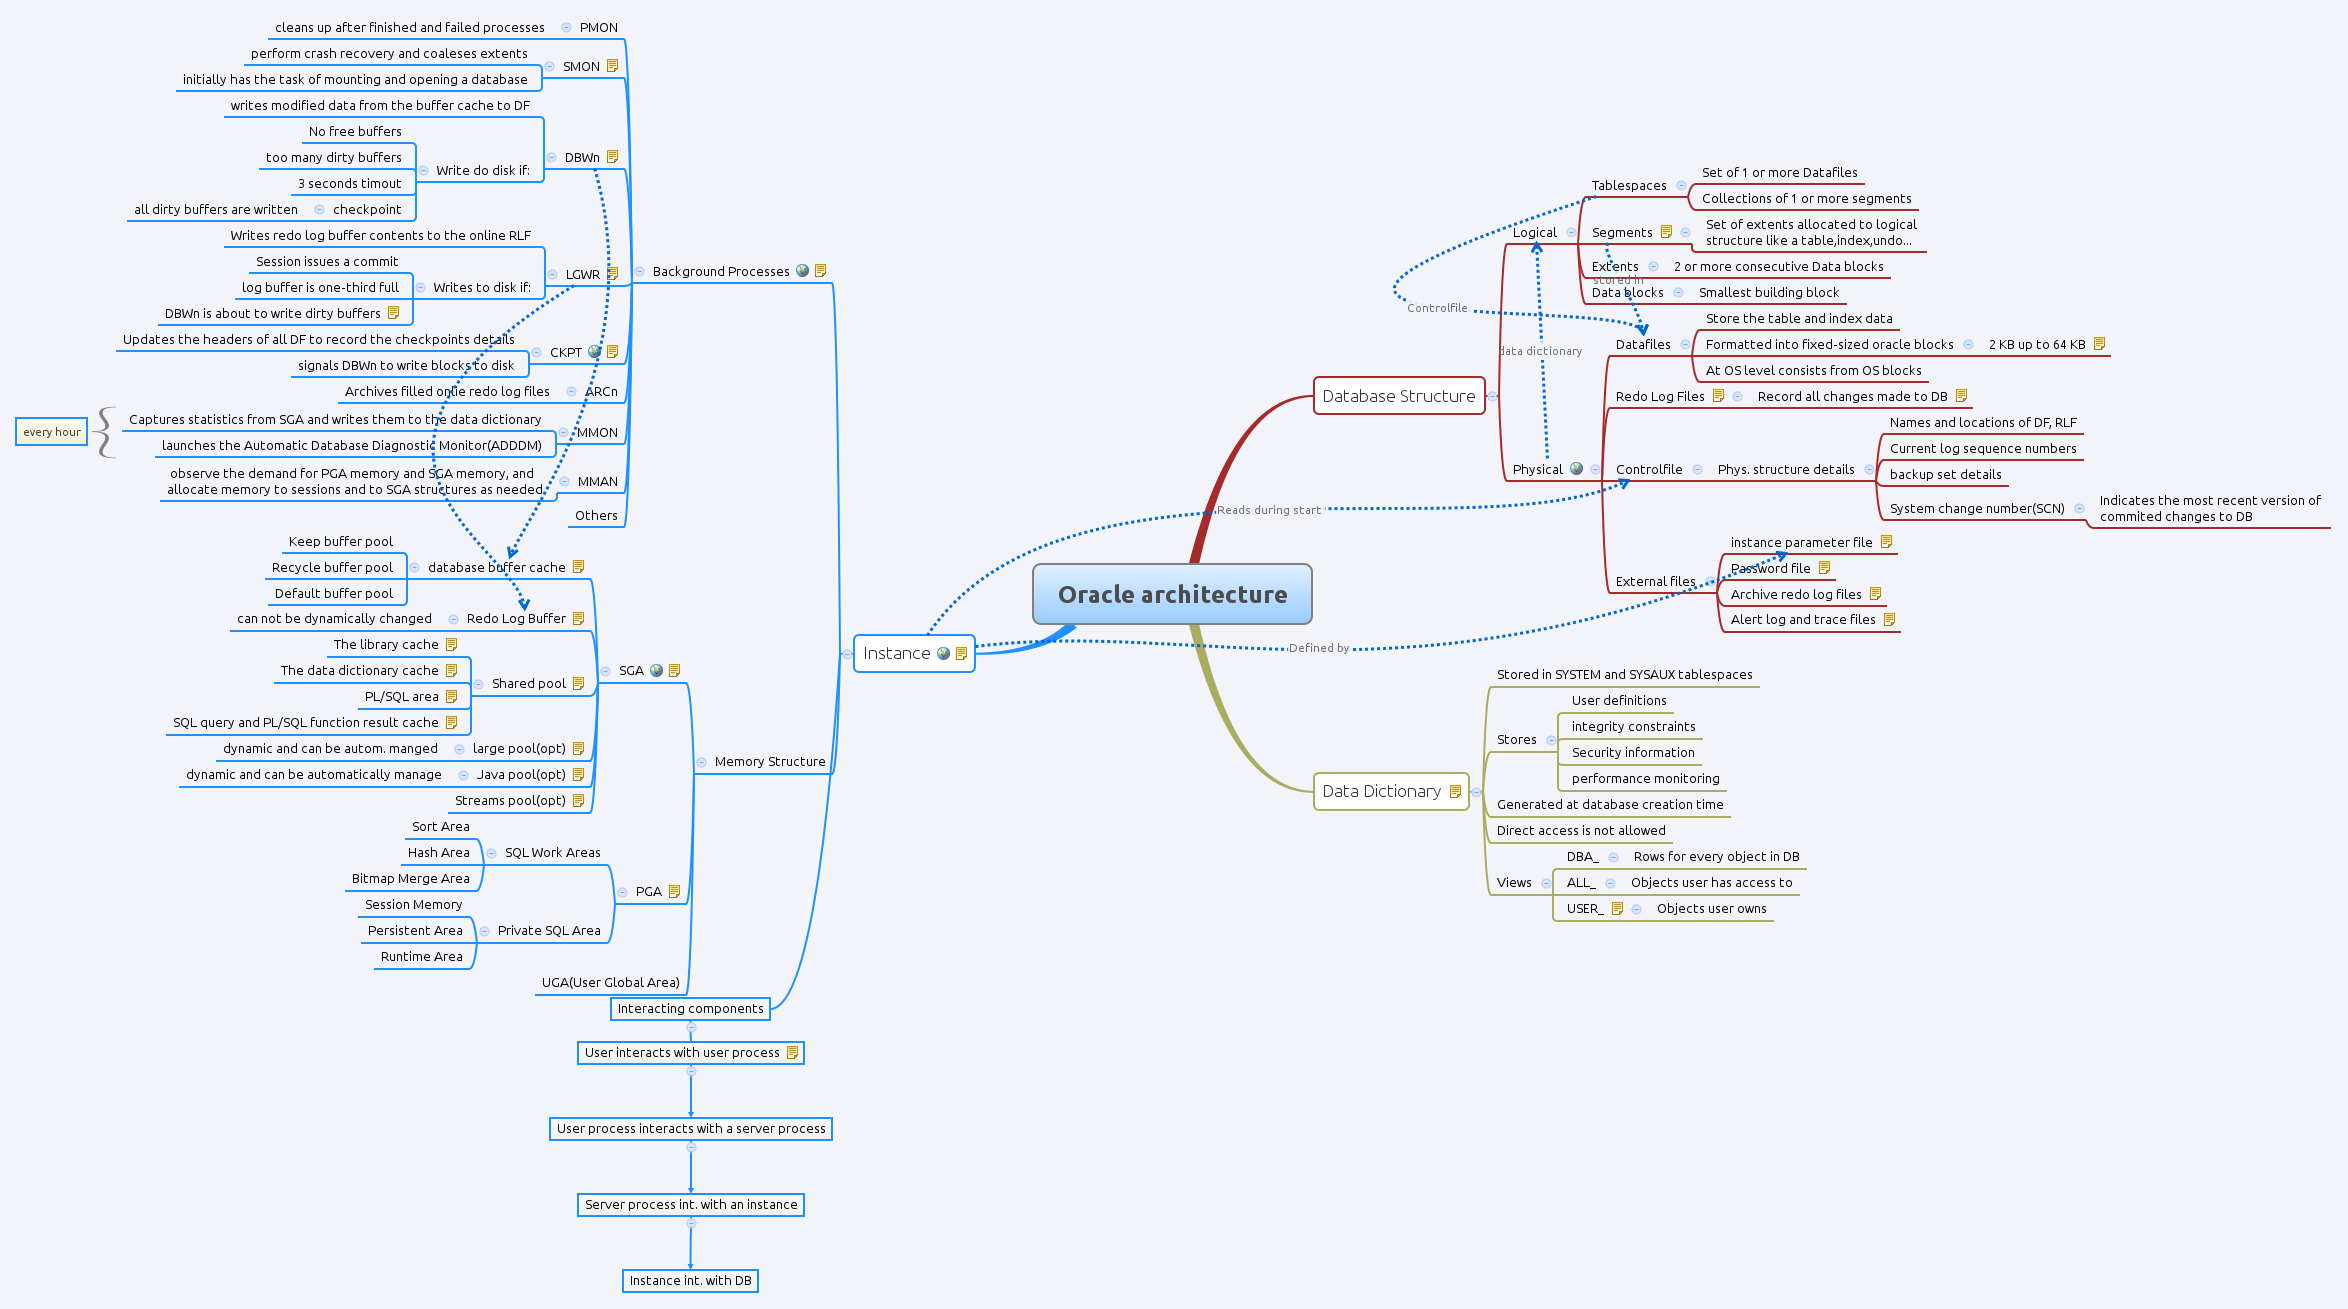 Oracle architecture
Instance
Background Processes
PMON
cleans up after finished and failed processes
SMON
perform crash recovery and coaleses extents
initially has the task of mounting and opening a database
DBWn
writes modified data from the buffer cache to DF
Write do disk if:
No free buffers
too many dirty buffers
3 seconds timout
checkpoint
all dirty buffers are written
LGWR
Writes redo log buffer contents to the online RLF
Writes to disk if:
Session issues a commit
log buffer is one-third full
DBWn is about to write dirty buffers
CKPT
Updates the headers of all DF to record the checkpoints details
signals DBWn to write blocks to disk
ARCn
Archives filled onlie redo log files
MMON
Captures statistics from SGA and writes them to the data dictionary
launches the Automatic Database Diagnostic Monitor(ADDDM)
every hour
MMAN
observe the demand for PGA memory and SGA memory, and
allocate memory to sessions and to SGA structures as needed
Others
Memory Structure
SGA
database buffer cache
Keep buffer pool
Recycle buffer pool
Default buffer pool
Redo Log Buffer
can not be dynamically changed
Shared pool
The library cache
The data dictionary cache
PL/SQL area
SQL query and PL/SQL function result cache
large pool(opt)
dynamic and can be autom. manged
Java pool(opt)
dynamic and can be automatically manage
Streams pool(opt)
PGA
SQL Work Areas
Sort Area
Hash Area
Bitmap Merge Area
Private SQL Area
Session Memory
Persistent Area
Runtime Area
UGA(User Global Area)
Interacting components
User interacts with user process
User process interacts with a server process
Server process int. with an instance
Instance int. with DB
Database Structure
Logical
Tablespaces
Set of 1 or more Datafiles
Collections of 1 or more segments
Segments
Set of extents allocated to logical
structure like a table,index,undo...
Extents
2 or more consecutive Data blocks
stored in
Data blocks
Smallest building block
Controlfile
data dictionary
Physical
Datafiles
Store the table and index data
Formatted into fixed-sized oracle blocks
2 KB up to 64 KB
At OS level consists from OS blocks
Redo Log Files
Record all changes made to DB
Controlfile
Phys. structure details
Names and locations of DF, RLF
Current log sequence numbers
backup set details
System change number(SCN)
Indicates the most recent version of
commited changes to DB
External files
instance parameter file
Password file
Archive redo log files
Alert log and trace files
Reads during start
Defined by
Data Dictionary
Stored in SYSTEM and SYSAUX tablespaces
Stores
User definitions
integrity constraints
Security information
performance monitoring
Generated at database creation time
Direct access is not allowed
Views
DBA_
Rows for every object in DB
ALL_
Objects user has access to
USER_
Objects user owns